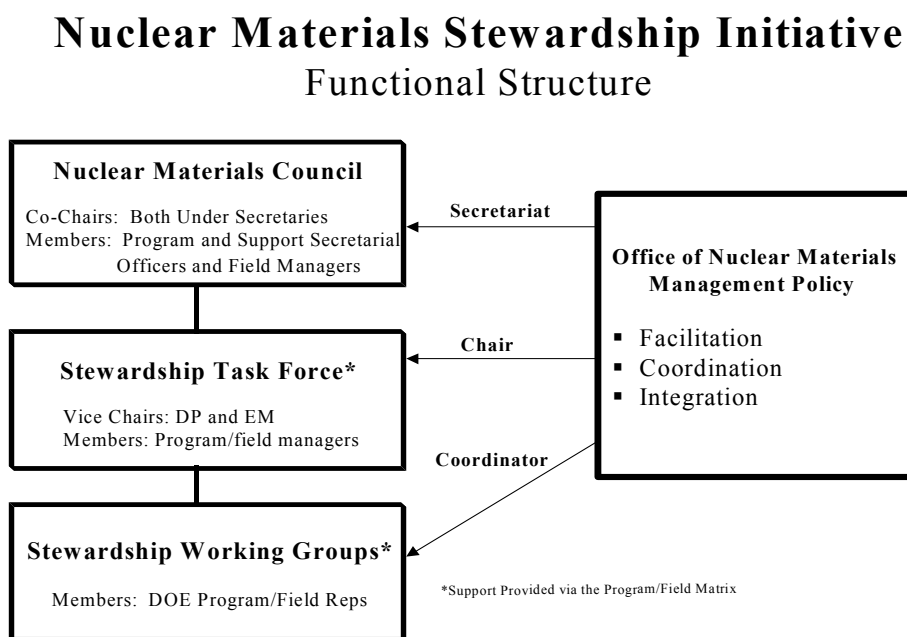 Nuclear Materials Stewardship Initiative
Functional Structure
Nuclear Materials Council
Co-Chairs: Both Under Secretaries
Members: Program and Support Secretarial
Officers and Field Managers
Secretariat
Office of Nuclear Materials
Management Policy
▪ Facilitation
▪ Coordination
▪ Integration
Chair
Stewardship Task Force*
Vice Chairs: DP and EM
Members: Program/field managers
Coordinator
Stewardship Working Groups*
Members: DOE Program/Field Reps
*Support Provided via the Program/Field Matrix